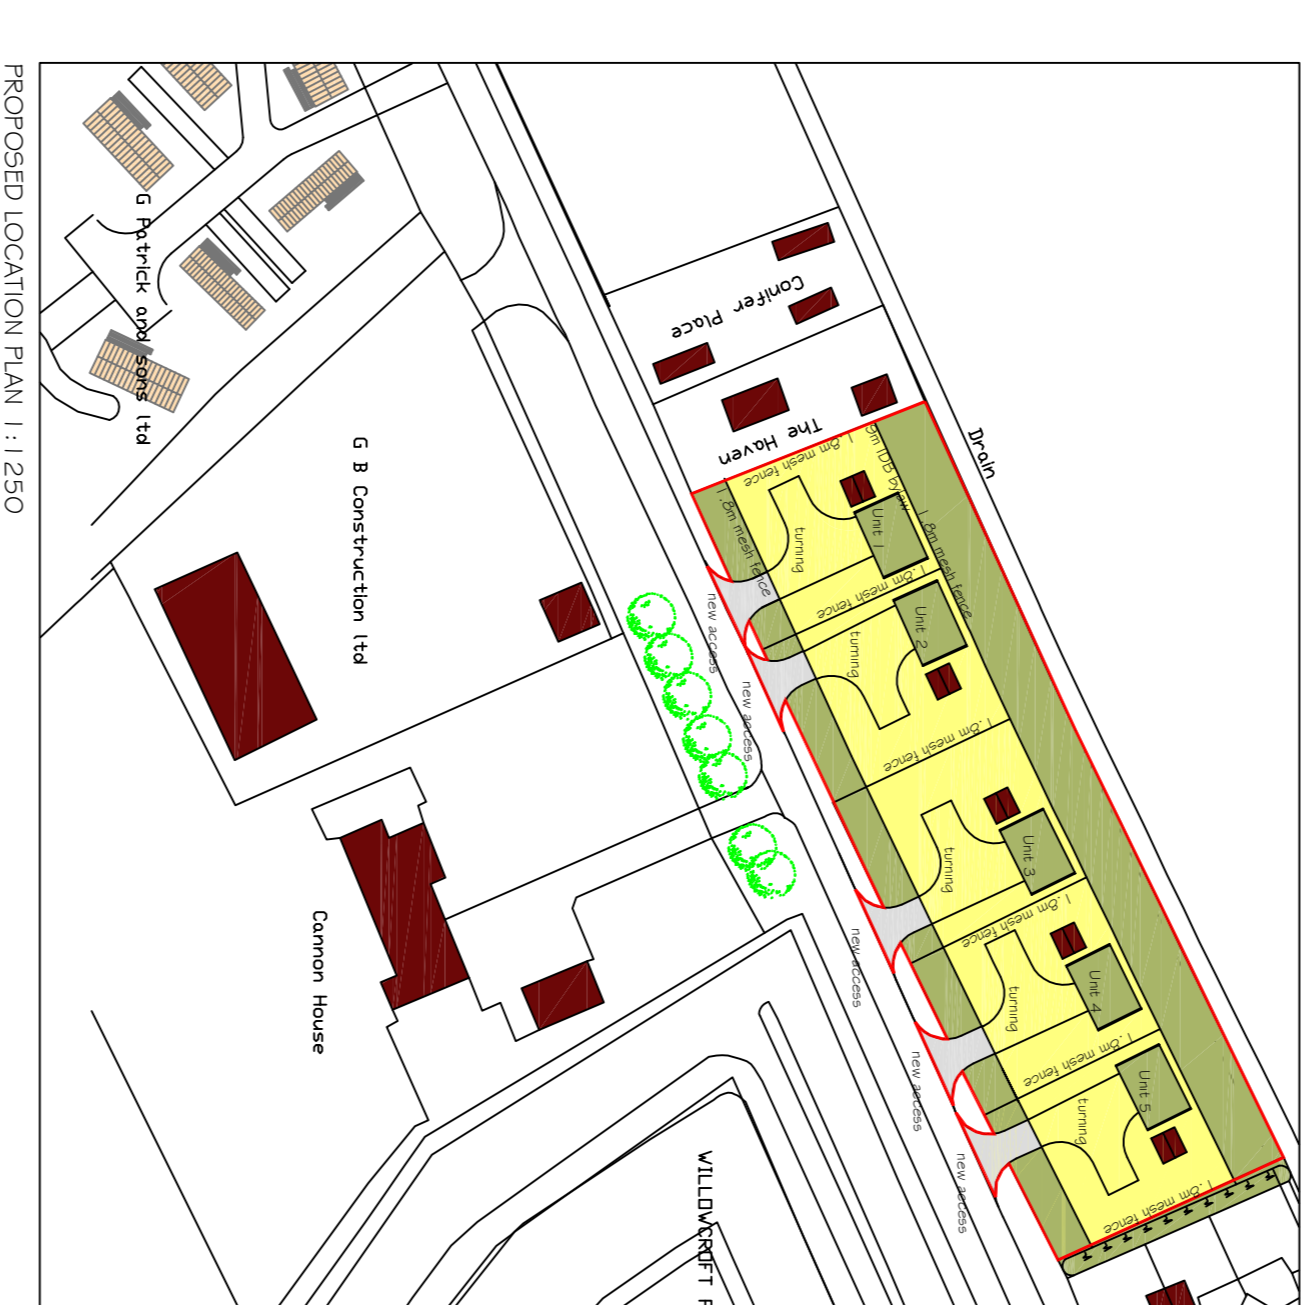 PROPOSED LOCATION PLAN 1:1250
G Patrick and sons ltd
G B Construction ltd
Cannon House
WILLOWCROFT
Conifer Place
The Haven
Drain
9m IDB bylaw
1.8m mesh fence
1.8m mesh fence
1.8m mesh fence
Unit 1
turning
new access
1.8m mesh fence
Unit 2
turning
new access
1.8m mesh fence
Unit 3
turning
new access
1.8m mesh fence
Unit 4
turning
new access
1.8m mesh fence
Unit 5
turning
new access
1.8m mesh fence